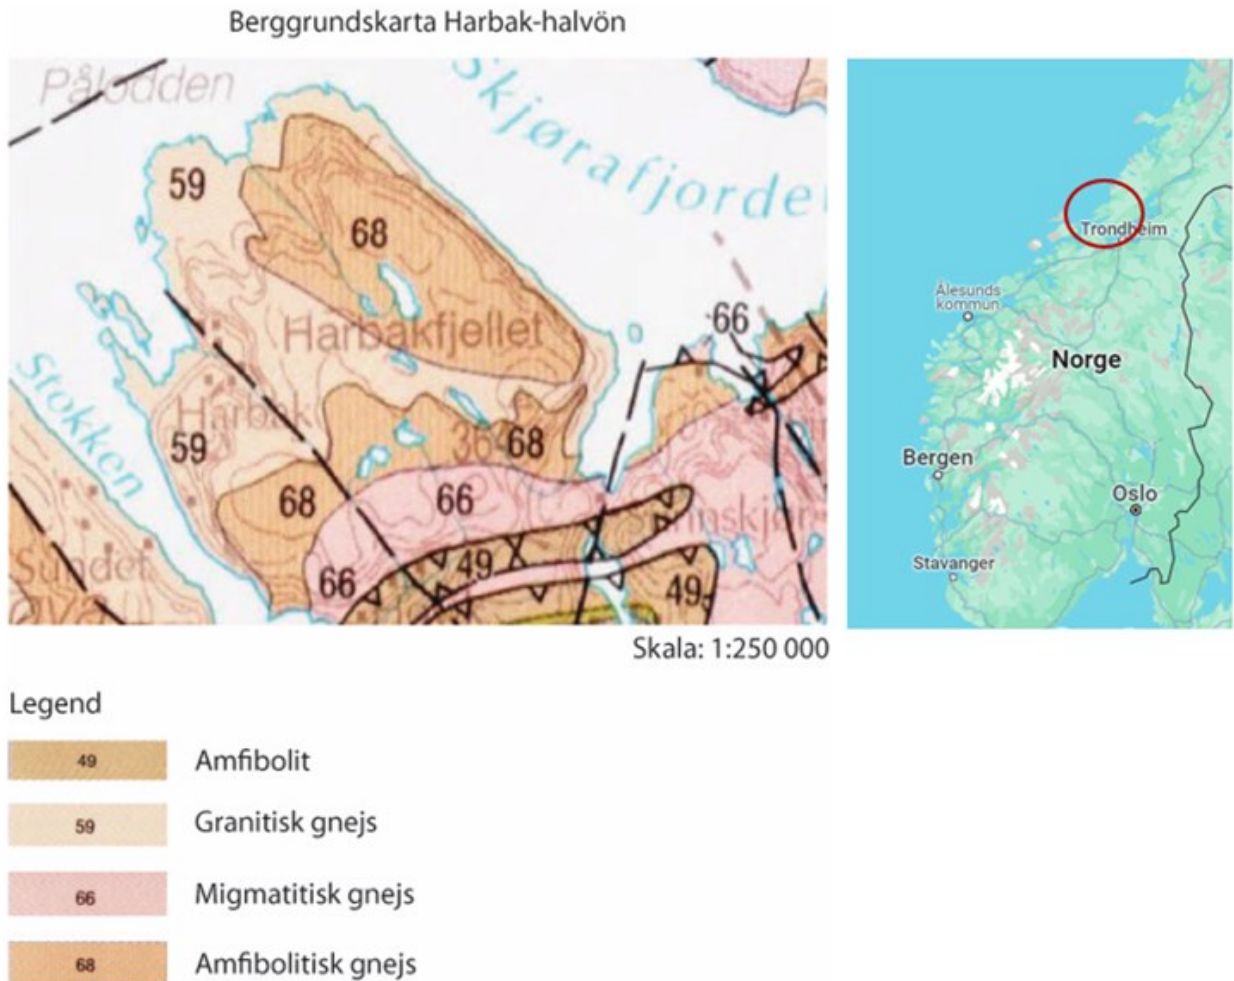 Berggrundskarta Harbak-halvön
Pålodden
Skjørafjorde
59
68
66
Harbakfjellet
Stokken
Harbak
36
68
59
68
66
66
49
49
Sundet
Skala: 1:250 000
Trondheim
Ålesunds
kommun
Norge
Bergen
Oslo
Stavanger
Legend
49 Amfibolit
59 Granitisk gnejs
66 Migmatitisk gnejs
68 Amfibolitisk gnejs